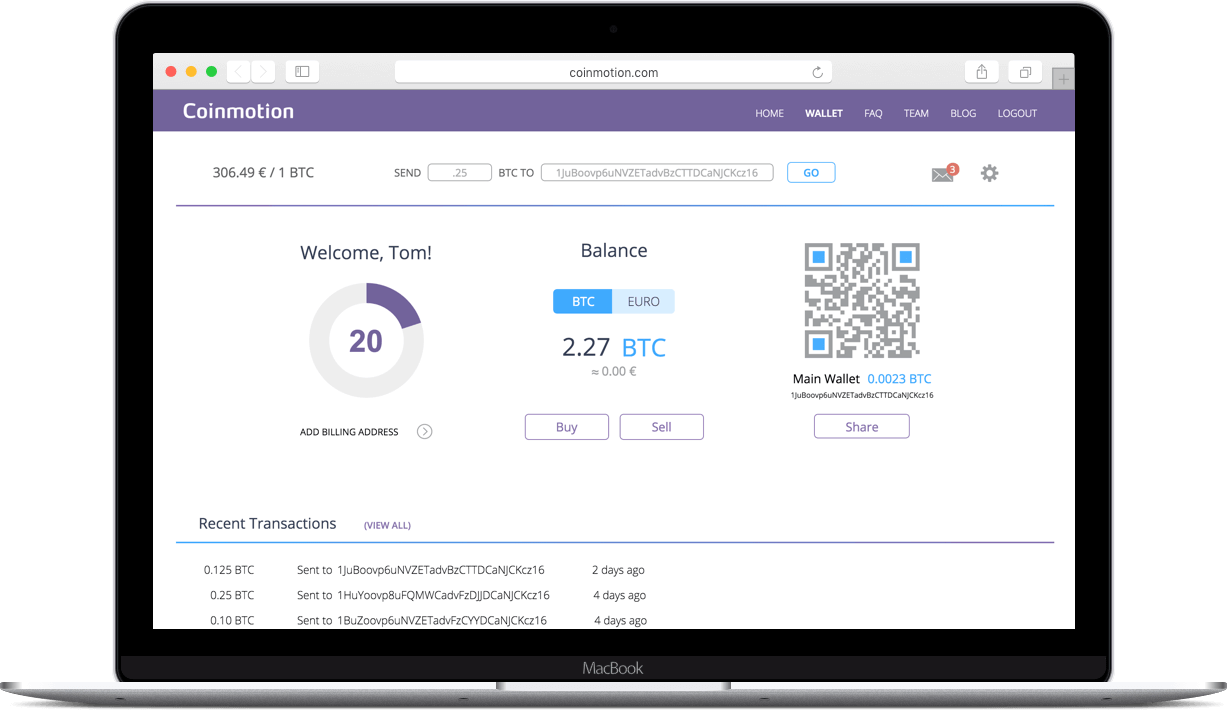 coinmotion.com
Coinmotion
HOME WALLET FAQ TEAM BLOG LOGOUT
306.49 € / 1 BTC SEND .25 BTC TO 1JuBoovp6uNVZETadvBzCTTDCaNJCKcz16 GO 3
Welcome, Tom! Balance
BTC EURO
20
2.27 BTC
≈ 0.00 €
Main Wallet 0.0023 BTC
1JuBoovp6uNVZETadvBzCTTDCaNJCKcz16
ADD BILLING ADDRESS Buy Sell Share
Recent Transactions (VIEW ALL)
0.125 BTC Sent to 1JuBoovp6uNVZETadvBzCTTDCaNJCKcz16 2 days ago
0.25 BTC Sent to 1HuYoovp8uFQMWCadvFzDJJDCaNJCKcz16 4 days ago
0.10 BTC Sent to 1BuZoovp6uNVZETadvFzCYYDCaNJCKcz16 4 days ago
MacBook